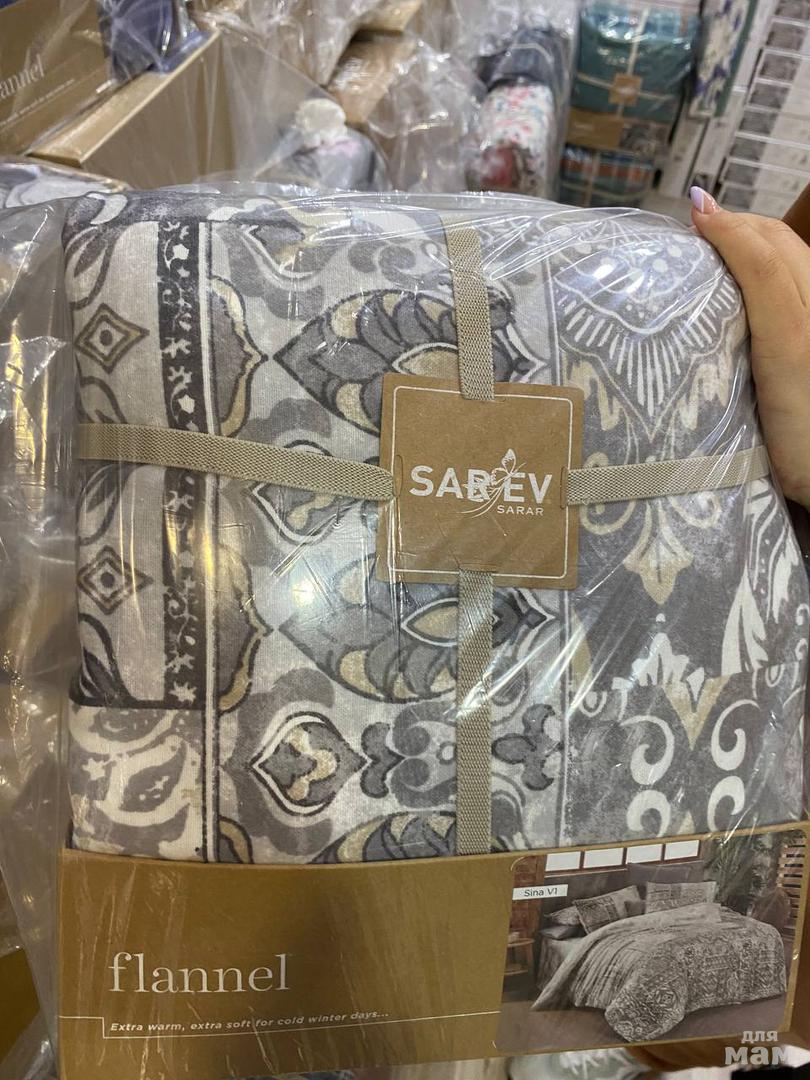 flannel
SAREV
SARAR
Sina V1
flannel
Extra warm, extra soft for cold winter days...
для
мам